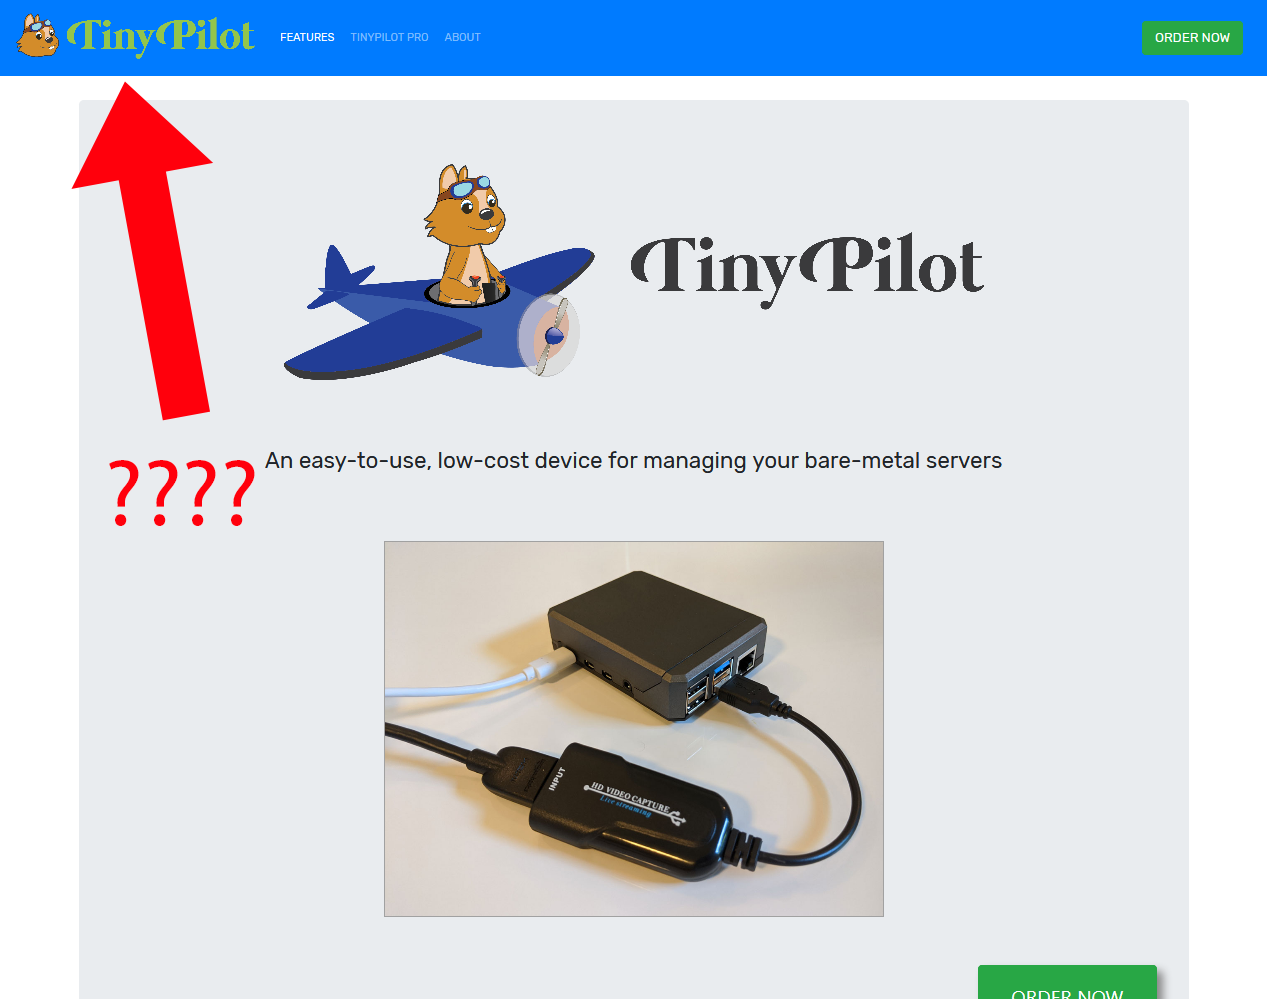 TinyPilot
FEATURES
TINYPILOT PRO
ABOUT
ORDER NOW
TinyPilot
????
An easy-to-use, low-cost device for managing your bare-metal servers
INPUT
HD VIDEO CAPTURE
Live streaming
ORDER NOW